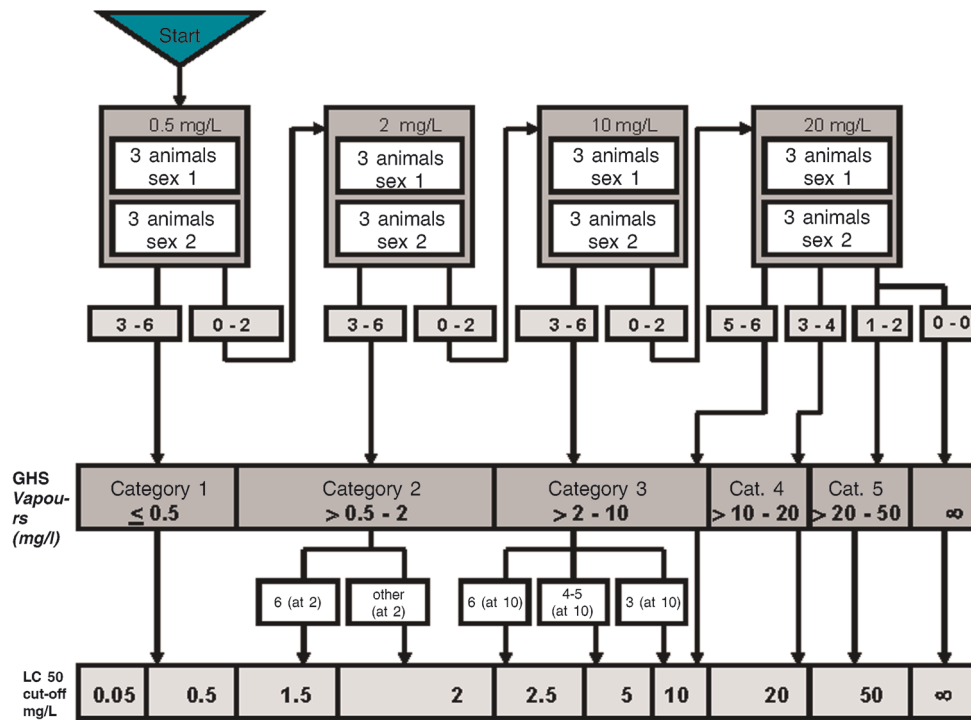 Start
0.5 mg/L
2 mg/L
10 mg/L
20 mg/L
3 animals
sex 1
3 animals
sex 1
3 animals
sex 1
3 animals
sex 1
3 animals
sex 2
3 animals
sex 2
3 animals
sex 2
3 animals
sex 2
3 - 6
0 - 2
3 - 6
0 - 2
3 - 6
0 - 2
5 - 6
3 - 4
1 - 2
0 - 0
GHS
Vapou-
rs
(mg/l)
Category 1
≤ 0.5
Category 2
> 0.5 - 2
Category 3
> 2 - 10
Cat. 4
> 10 - 20
Cat. 5
> 20 - 50
∞
6 (at 2)
other
(at 2)
6 (at 10)
4-5
(at 10)
3 (at 10)
LC 50
cut-off
mg/L
0.05
0.5
1.5
2
2.5
5
10
20
50
∞